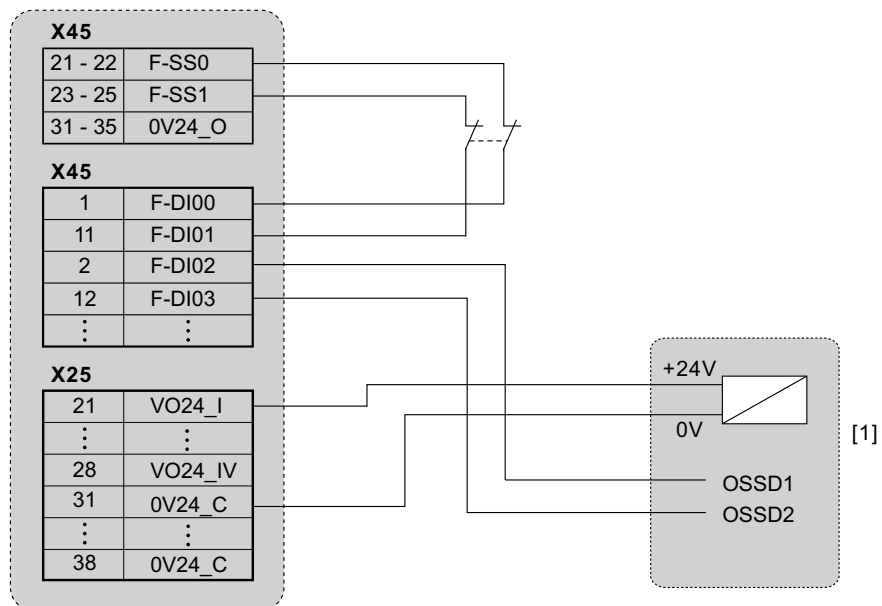 X45
21 - 22 F-SS0
23 - 25 F-SS1
31 - 35 0V24_O
X45
1 F-DI00
11 F-DI01
2 F-DI02
12 F-DI03
X25
21 VO24_I
28 VO24_IV
31 0V24_C
38 0V24_C
+24V
0V
[1]
OSSD1
OSSD2